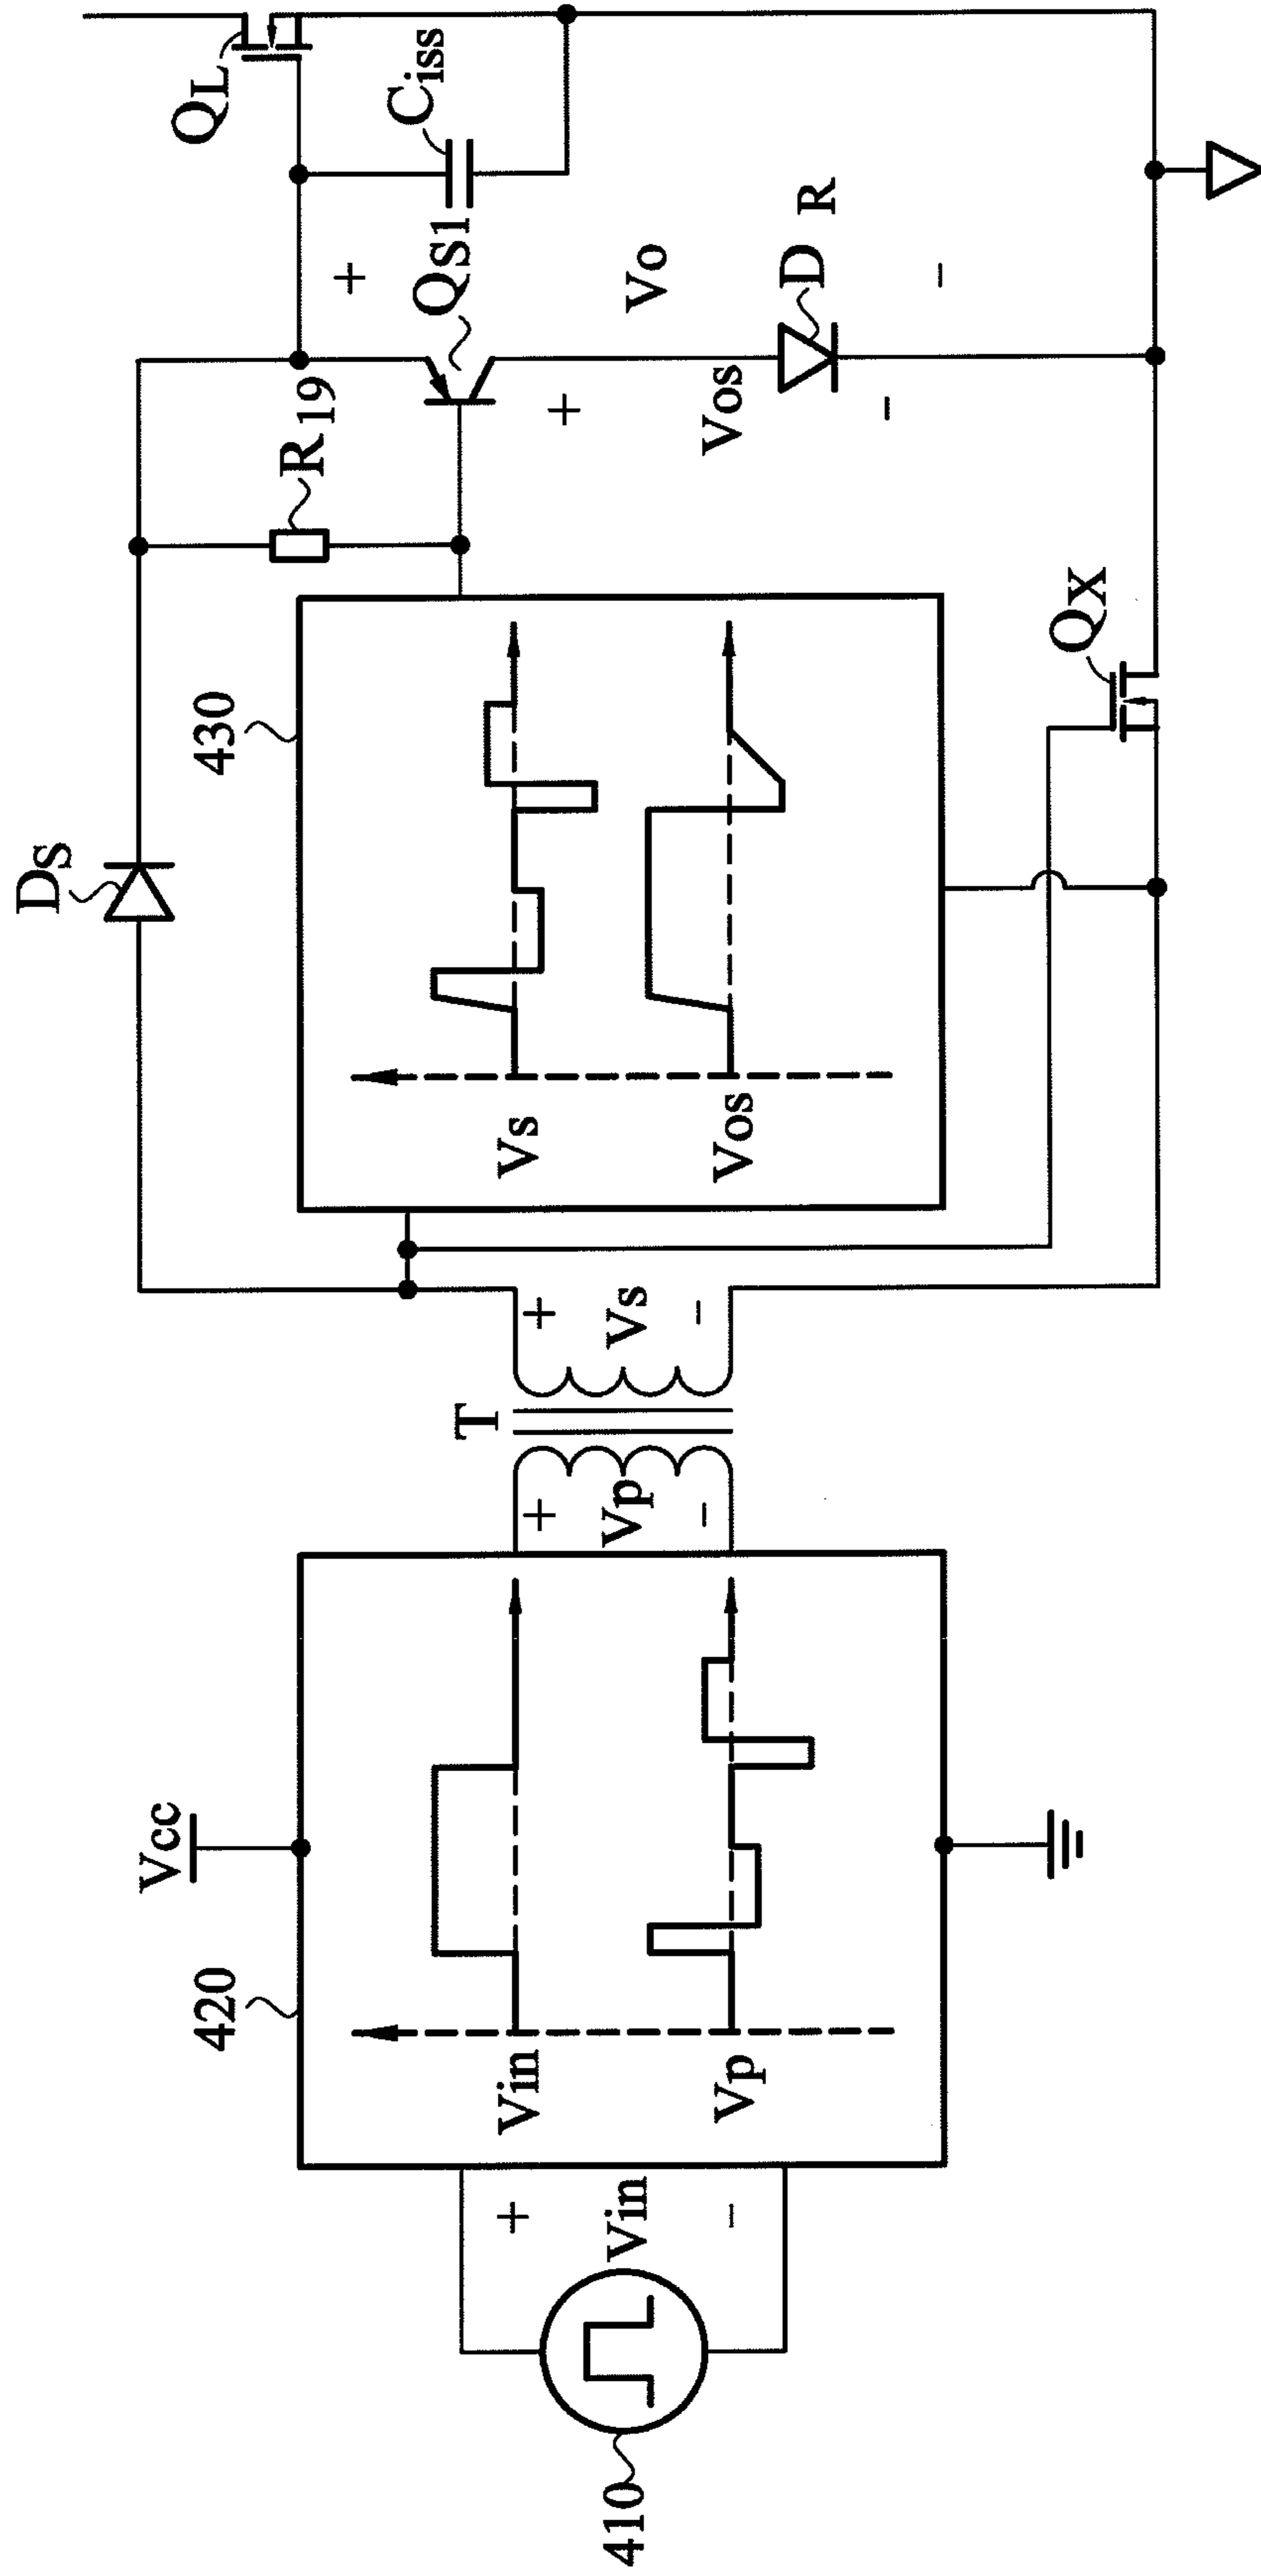 410
Vin
+
-
420
Vcc
Vin
Vp
+
Vp
-
T
+
Vs
-
430
Vs
Vos
DS
R19
QS1
+
Vos
-
+
Vo
-
DR
QX
QL
Ciss